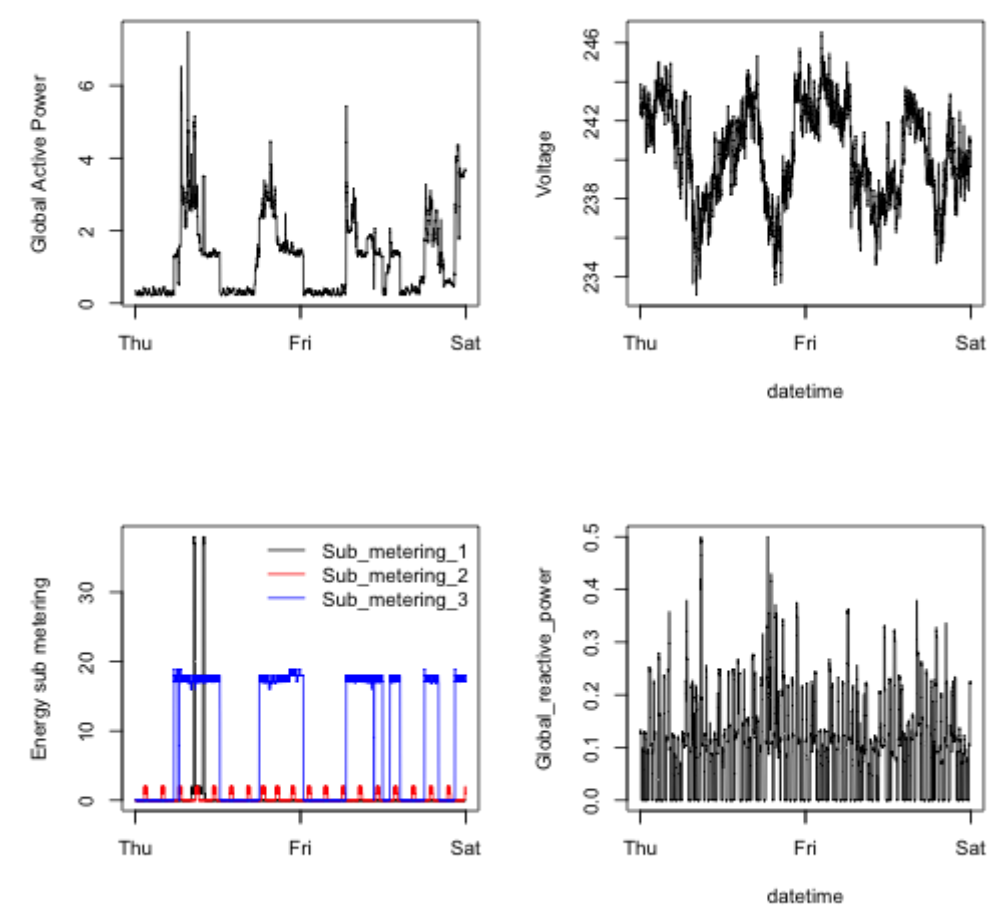 Global Active Power
6
4
2
0
Thu Fri Sat
Voltage
246
242
238
234
Thu Fri Sat
datetime
Energy sub metering
30
20
10
0
Sub_metering_1
Sub_metering_2
Sub_metering_3
Thu Fri Sat
Global_reactive_power
0.5
0.4
0.3
0.2
0.1
0.0
Thu Fri Sat
datetime